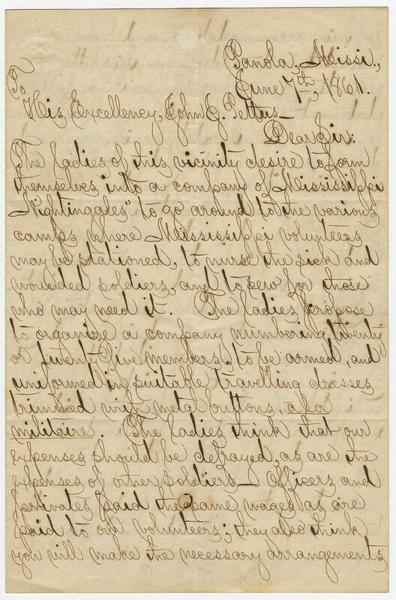 Panola, Missi.,
June 7th, 1861.
To
His Excellency, John J. Pettus—
Dear Sir:
The ladies of this vicinity desire to form
themselves into a company of "Mississippi
Nightingales" to go around to the various
camps where Mississippi volunteers
may be stationed, to nurse the sick and
wounded soldiers, and to sew for those
who may need it. The ladies propose
to organize a company numbering twenty
or twenty five members, to be armed, and
uniformed in suitable travelling dresses
trimmed with metal buttons, a la
militaire. The ladies think that our
expenses should be defrayed, as are the
expenses of other soldiers— Officers and
privates paid the same wages as are
paid to our volunteers; they also think
you will make the necessary arrangements